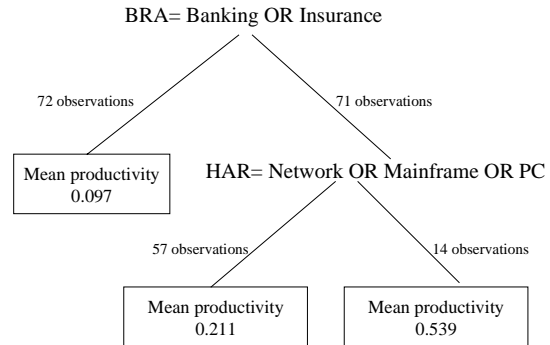 BRA= Banking OR Insurance
72 observations
71 observations
Mean productivity
0.097
HAR= Network OR Mainframe OR PC
57 observations
14 observations
Mean productivity
0.211
Mean productivity
0.539